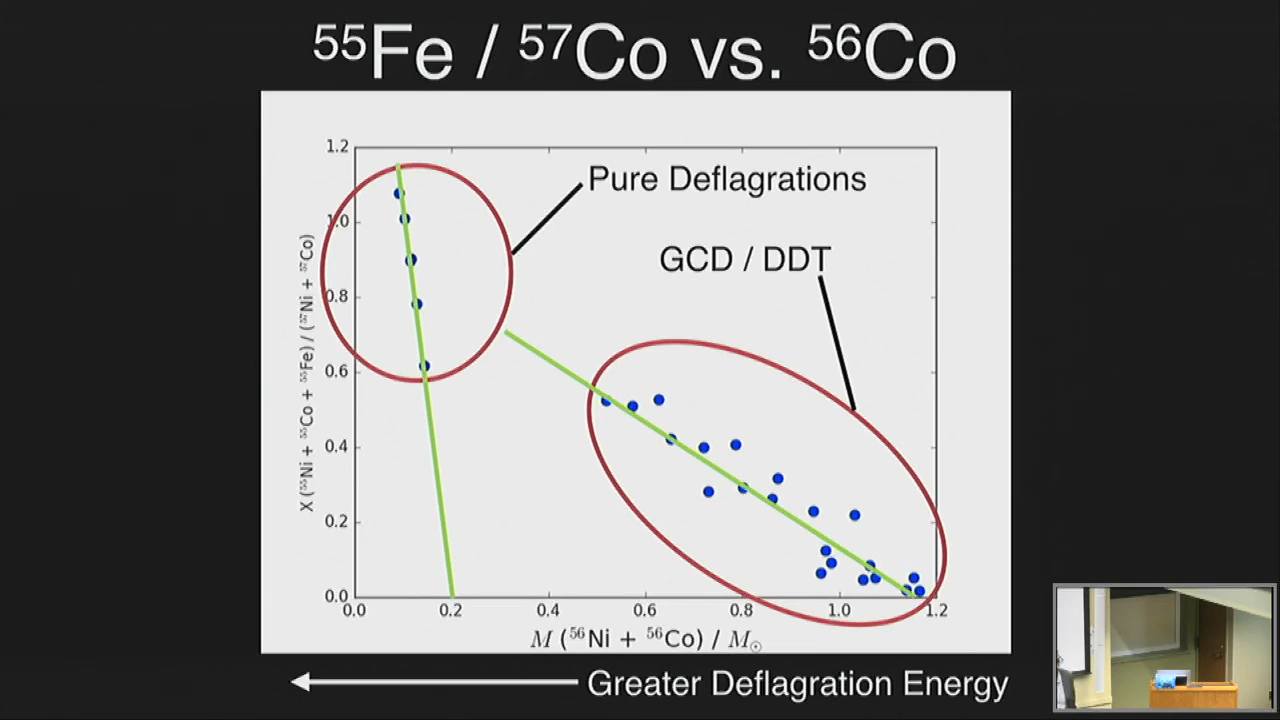 ⁵⁵Fe / ⁵⁷Co vs. ⁵⁶Co
Pure Deflagrations
GCD / DDT
X (⁵⁵Ni + ⁵⁵Co + ⁵⁵Fe) / (⁵⁷Ni + ⁵⁷Co)
1.2
1.0
0.8
0.6
0.4
0.2
0.0
0.0 0.2 0.4 0.6 0.8 1.0 1.2
M (⁵⁶Ni + ⁵⁶Co) / M☉
Greater Deflagration Energy